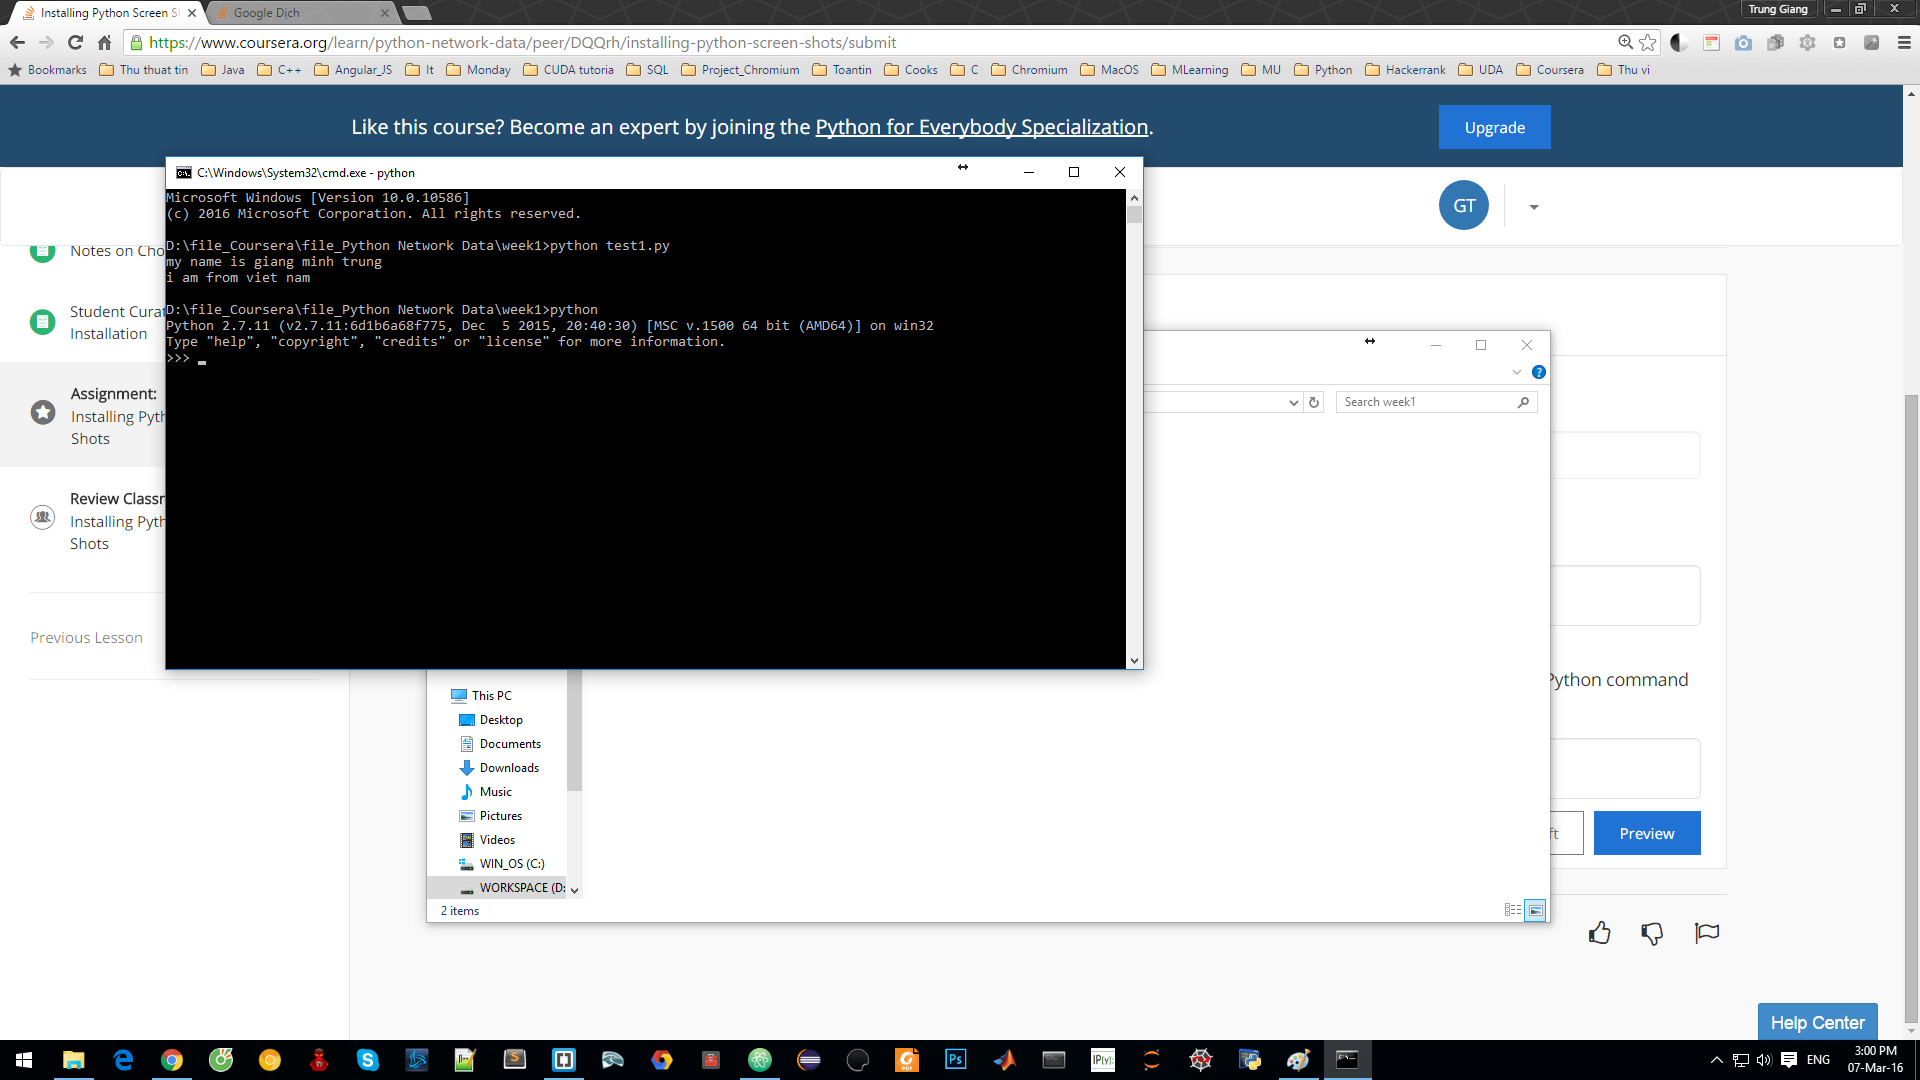 Installing Python Screen S
Google Dich
Trung Giang
https://www.coursera.org/learn/python-network-data/peer/DQQrh/installing-python-screen-shots/submit
Bookmarks Thu thuat tin Java C++ Angular_JS It Monday CUDA tutoria SQL Project_Chromium Toantin Cooks C Chromium MacOS MLearning MU Python Hackerrank UDA Coursera Thu vi
Like this course? Become an expert by joining the Python for Everybody Specialization.
Upgrade
GT
C:\Windows\System32\cmd.exe - python
Microsoft Windows [Version 10.0.10586]
(c) 2016 Microsoft Corporation. All rights reserved.
D:\file_Coursera\file_Python Network Data\week1>python test1.py
my name is giang minh trung
i am from viet nam
D:\file_Coursera\file_Python Network Data\week1>python
Python 2.7.11 (v2.7.11:6d1b6a68f775, Dec  5 2015, 20:40:30) [MSC v.1500 64 bit (AMD64)] on win32
Type "help", "copyright", "credits" or "license" for more information.
>>>
Notes on Cho
Student Curat
Installation
Assignment:
Installing Pyth
Shots
Review Classr
Installing Pyth
Shots
Previous Lesson
Search week1
Python command
This PC
Desktop
Documents
Downloads
Music
Pictures
Videos
WIN_OS (C:)
WORKSPACE (D:
2 items
ft
Preview
Help Center
ENG
3:00 PM
07-Mar-16